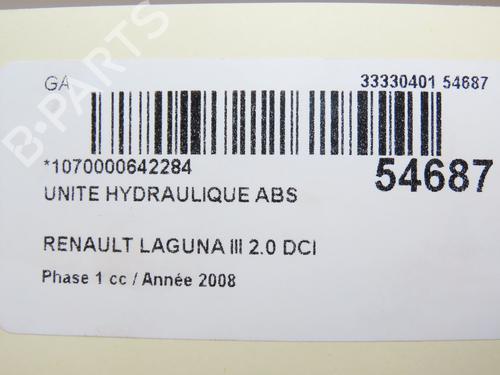 GA 33330401 54687
*1070000642284 54687
UNITE HYDRAULIQUE ABS
RENAULT LAGUNA III 2.0 DCI
Phase 1 cc / Année 2008
B-PARTS